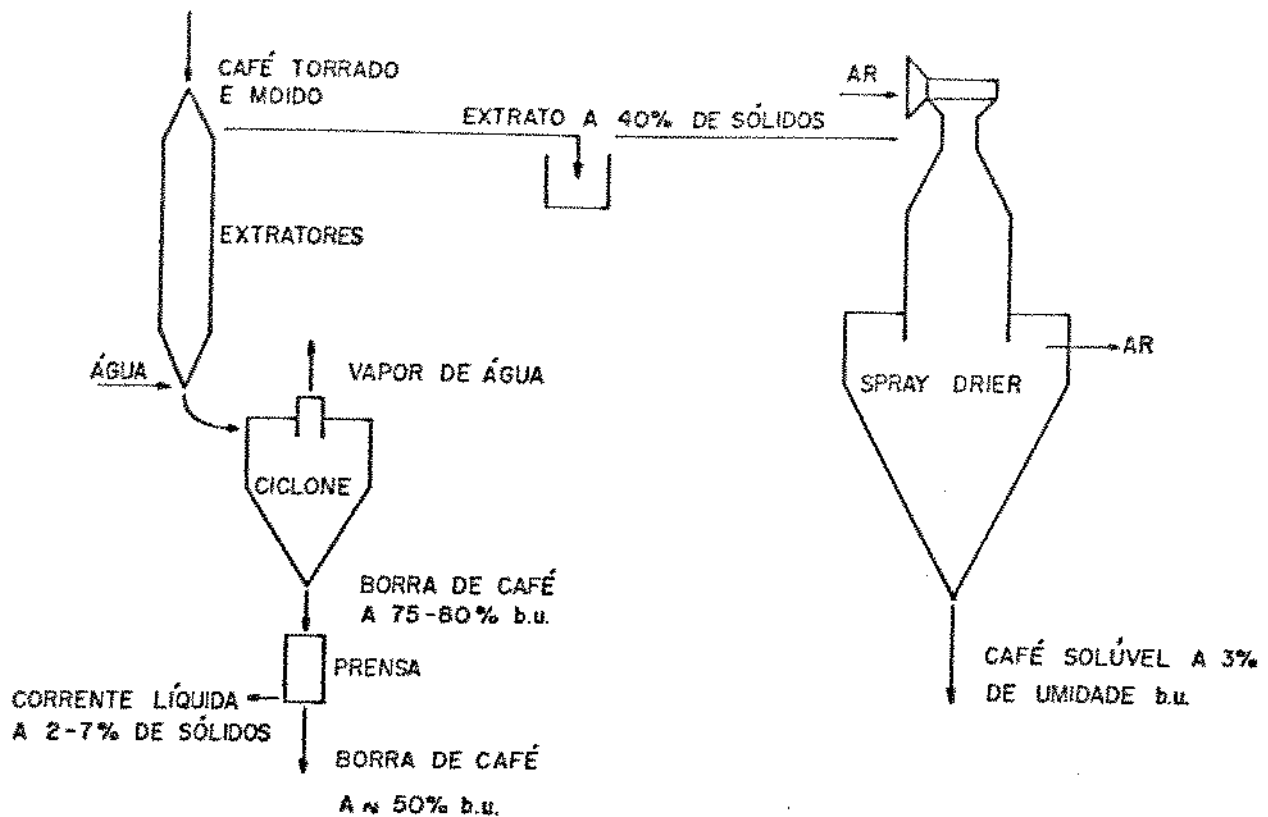 CAFÉ TORRADO
E MOIDO
EXTRATO A 40% DE SÓLIDOS
AR
EXTRATORES
ÁGUA
VAPOR DE ÁGUA
CICLONE
BORRA DE CAFÉ
A 75-80% b.u.
PRENSA
CORRENTE LÍQUIDA
A 2-7% DE SÓLIDOS
BORRA DE CAFÉ
A ~ 50% b.u.
AR
SPRAY DRIER
CAFÉ SOLÚVEL A 3%
DE UMIDADE b.u.